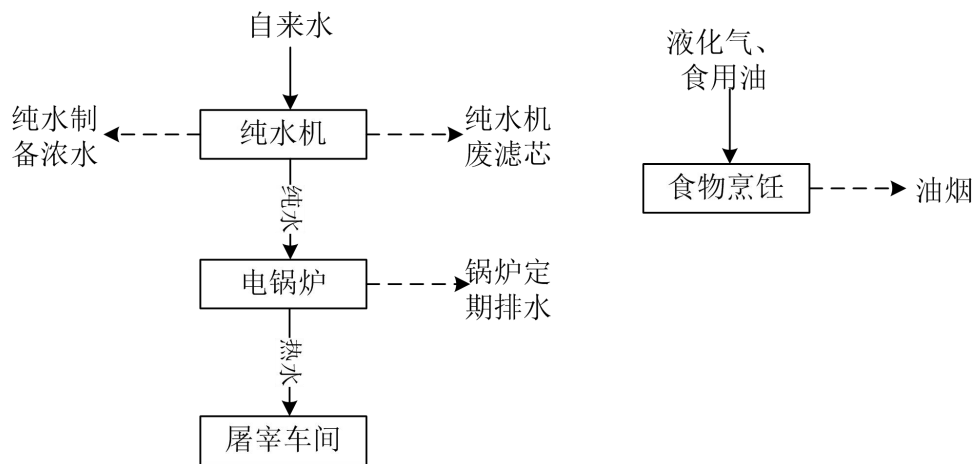 自来水
纯水制
备浓水
纯水机
纯水机
废滤芯
纯水
电锅炉
锅炉定
期排水
热水
屠宰车间
液化气、
食用油
食物烹饪
油烟